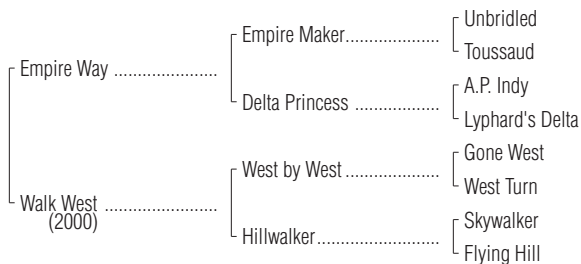 Unbridled
Empire Maker....................
Toussaud
Empire Way ......................
A.P. Indy
Delta Princess ..................
Lyphard's Delta
Gone West
West by West ....................
West Turn
Walk West ........................
(2000)
Skywalker
Hillwalker..........................
Flying Hill